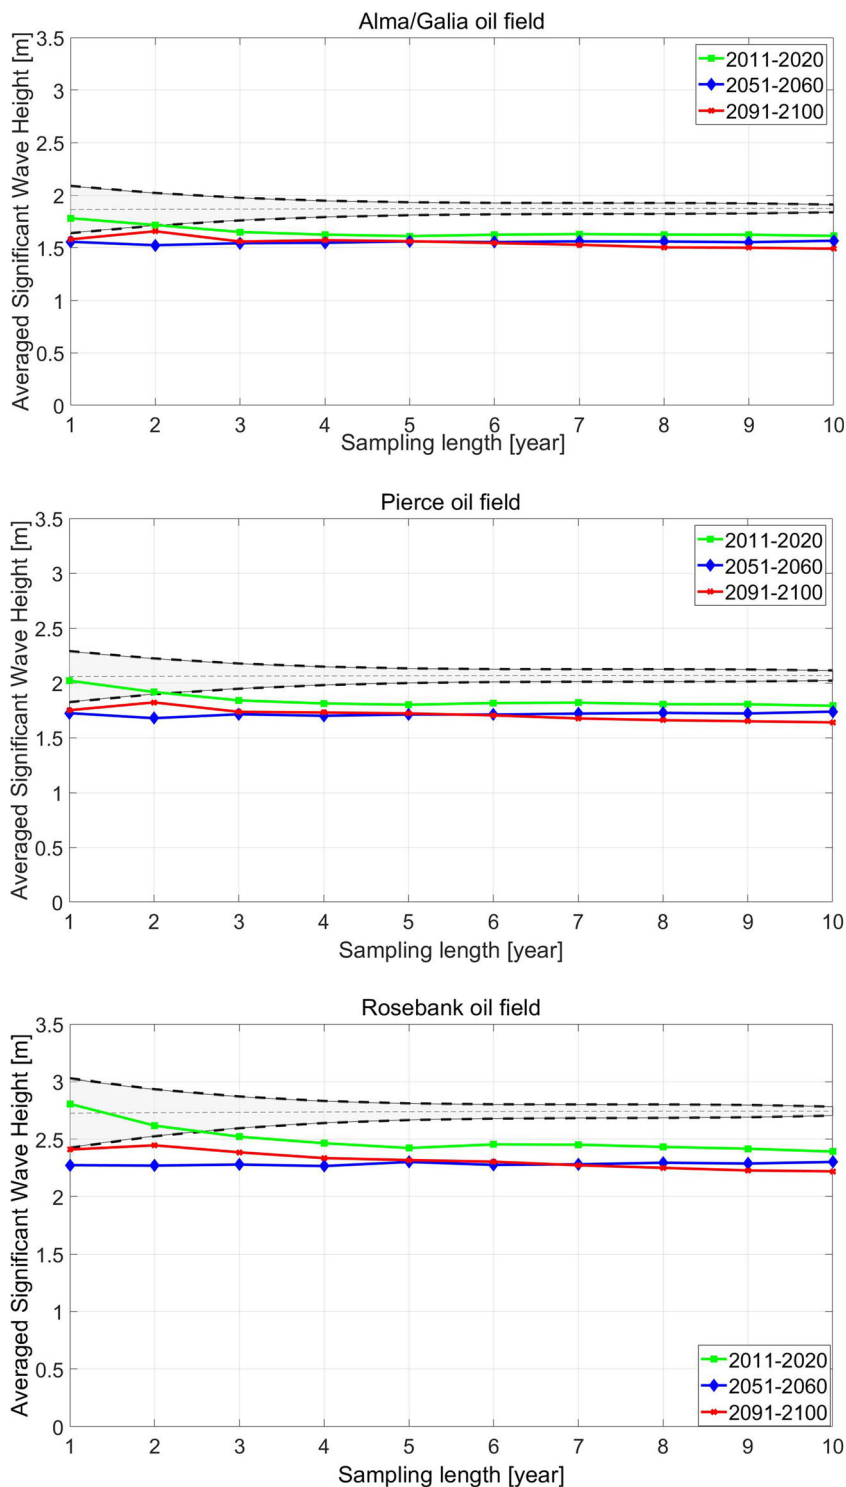 Alma/Galia oil field
Averaged Significant Wave Height [m]
3.5
3
2.5
2
1.5
1
0.5
0
2011-2020
2051-2060
2091-2100
1 2 3 4 5 6 7 8 9 10
Sampling length [year]
Pierce oil field
Averaged Significant Wave Height [m]
3.5
3
2.5
2
1.5
1
0.5
0
2011-2020
2051-2060
2091-2100
1 2 3 4 5 6 7 8 9 10
Sampling length [year]
Rosebank oil field
Averaged Significant Wave Height [m]
3.5
3
2.5
2
1.5
1
0.5
0
2011-2020
2051-2060
2091-2100
1 2 3 4 5 6 7 8 9 10
Sampling length [year]